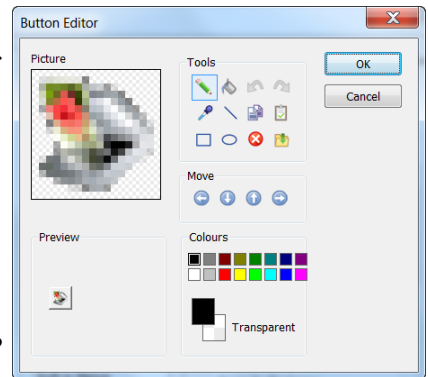 Button Editor
Picture
Tools
OK
Cancel
Move
Preview
Colours
Transparent